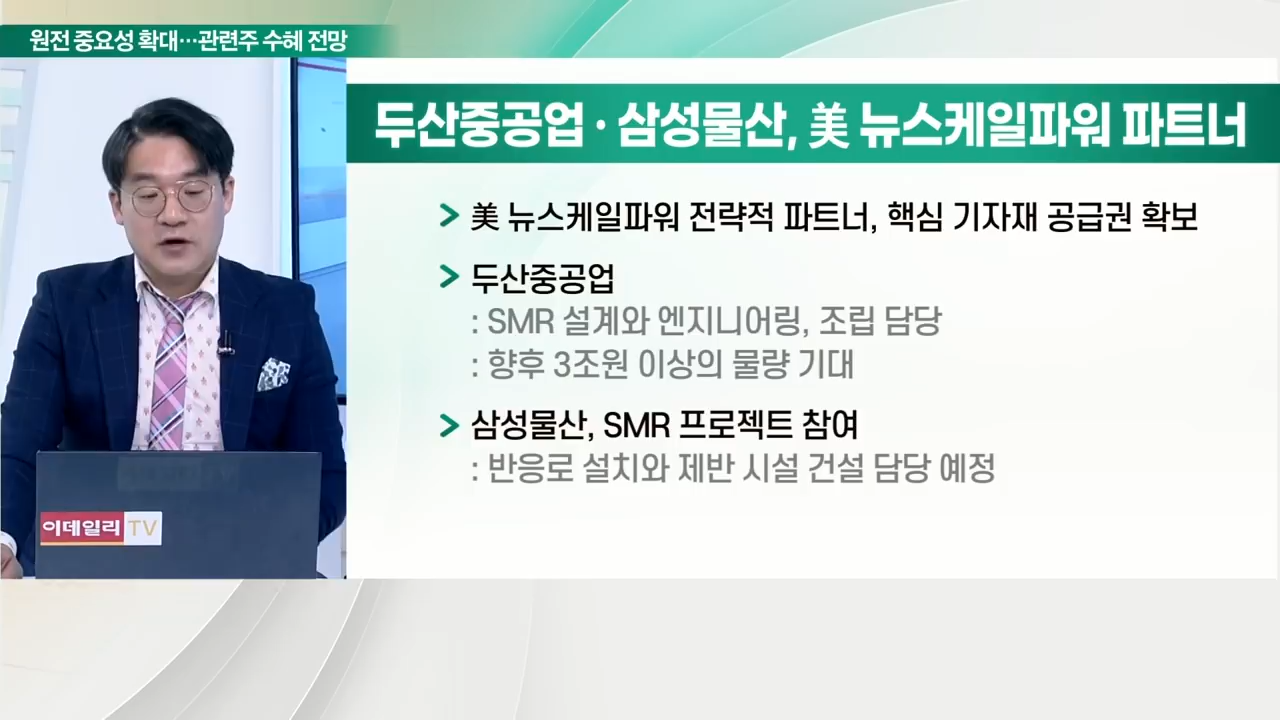 원전 중요성 확대…관련주 수혜 전망
두산중공업·삼성물산, 美 뉴스케일파워 파트너
美 뉴스케일파워 전략적 파트너, 핵심 기자재 공급권 확보
두산중공업
: SMR 설계와 엔지니어링, 조립 담당
: 향후 3조원 이상의 물량 기대
삼성물산, SMR 프로젝트 참여
: 반응로 설치와 제반 시설 건설 담당 예정
이데일리 TV